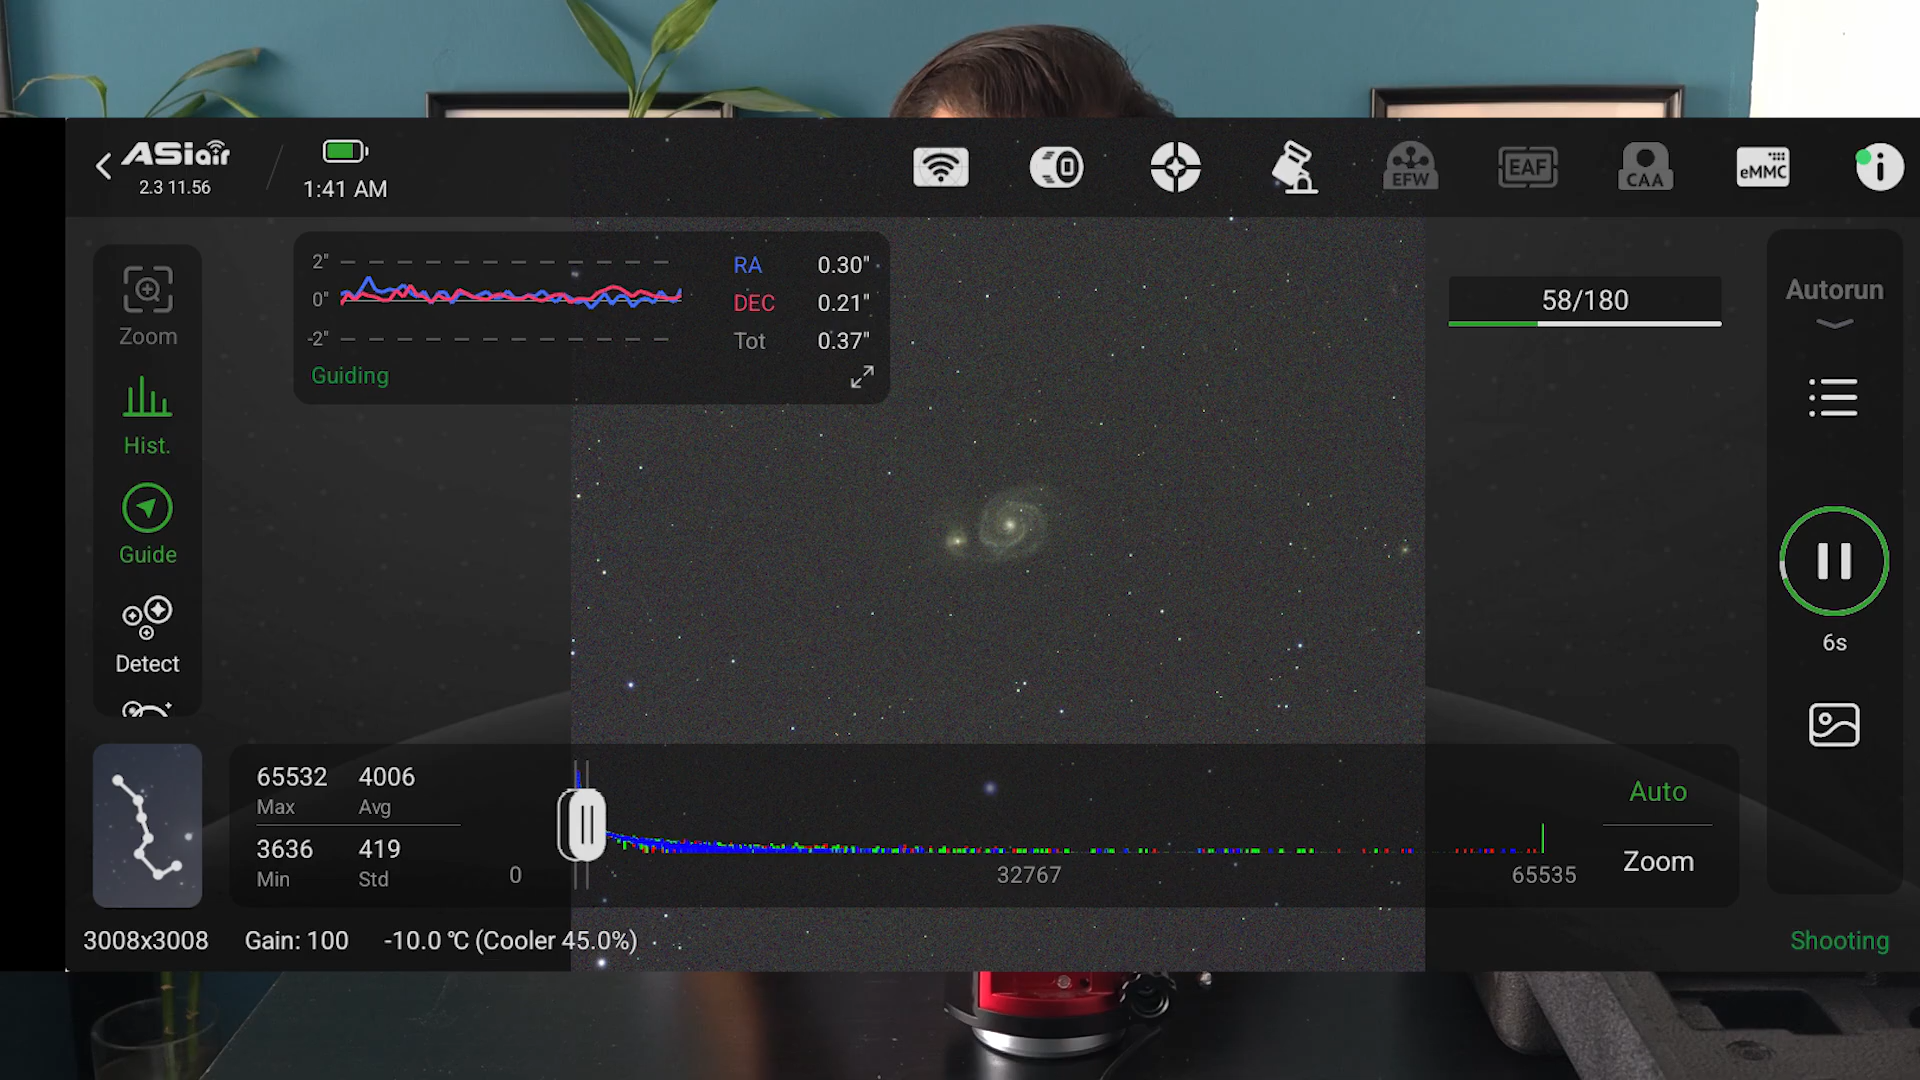 ASiair
2.3 11.56
1:41 AM
EFW
EAF
CAA
eMMC
i
Zoom
Hist.
Guide
Detect
2"
0"
-2"
RA 0.30"
DEC 0.21"
Tot 0.37"
Guiding
58/180
Autorun
6s
65532 4006
Max Avg
3636 419
Min Std
0
32767
65535
Auto
Zoom
3008x3008 Gain: 100 -10.0 ℃ (Cooler 45.0%)
Shooting